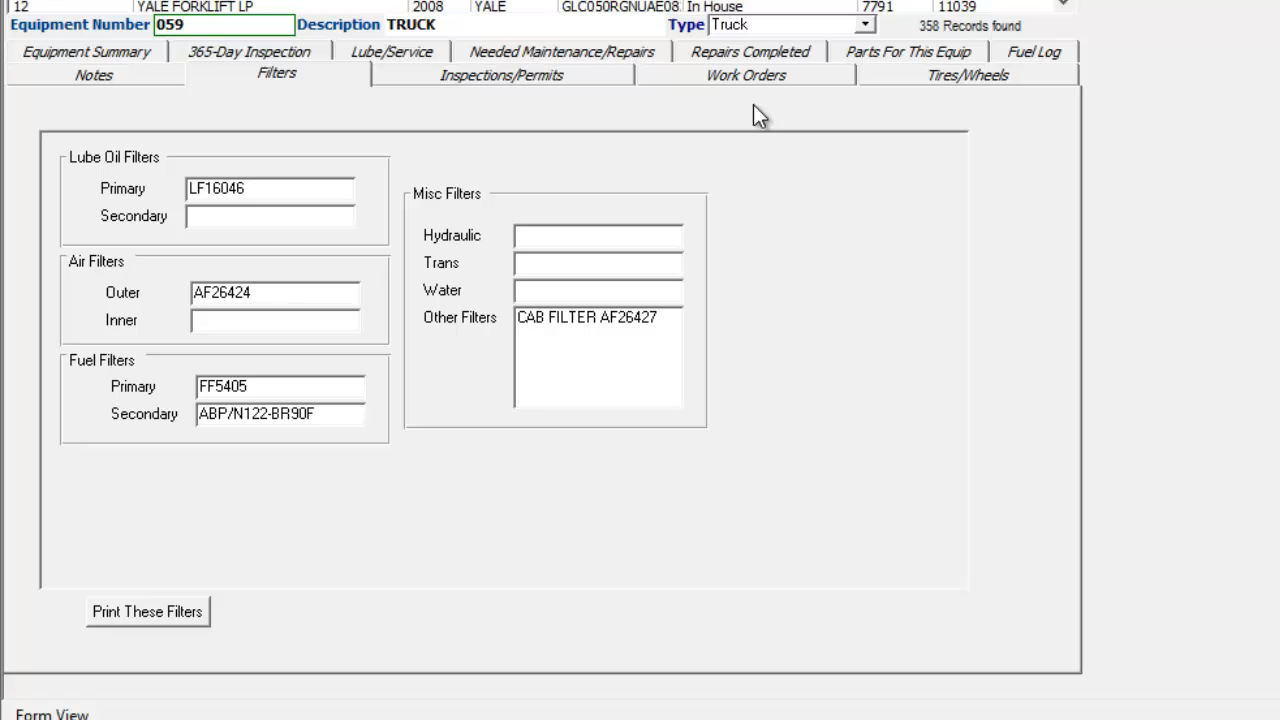 12 YALE FORKLIFT LP 2008 YALE GLC050RGNUAE08 In House 7791 11039
Equipment Number 059 Description TRUCK Type Truck 358 Records found
Equipment Summary 365-Day Inspection Lube/Service Needed Maintenance/Repairs Repairs Completed Parts For This Equip Fuel Log
Notes Filters Inspections/Permits Work Orders Tires/Wheels
Lube Oil Filters
Primary LF16046
Secondary
Air Filters
Outer AF26424
Inner
Fuel Filters
Primary FF5405
Secondary ABP/N122-BR90F
Misc Filters
Hydraulic
Trans
Water
Other Filters CAB FILTER AF26427
Print These Filters
Form View